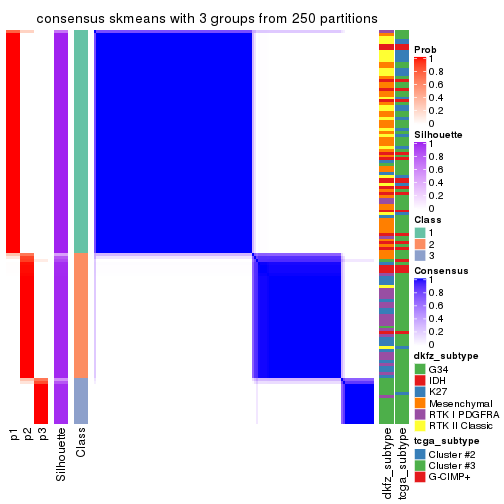 consensus skmeans with 3 groups from 250 partitions
Prob
1
0.8
0.6
0.4
0.2
0
Silhouette
1
0.8
0.6
0.4
0.2
0
Class
1
2
3
Consensus
1
0.8
0.6
0.4
0.2
0
dkfz_subtype
G34
IDH
K27
Mesenchymal
RTK I PDGFRA
RTK II Classic
tcga_subtype
Cluster #2
Cluster #3
G-CIMP+
p1
p2
p3
Silhouette
Class
dkfz_subtype
tcga_subtype